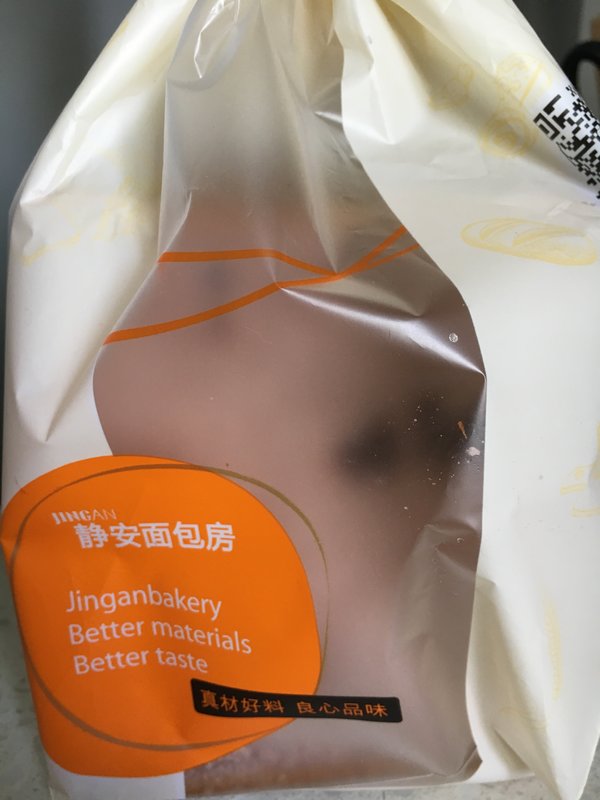 JINGAN
静安面包房
Jinganbakery
Better materials
Better taste
真材好料 良心品味